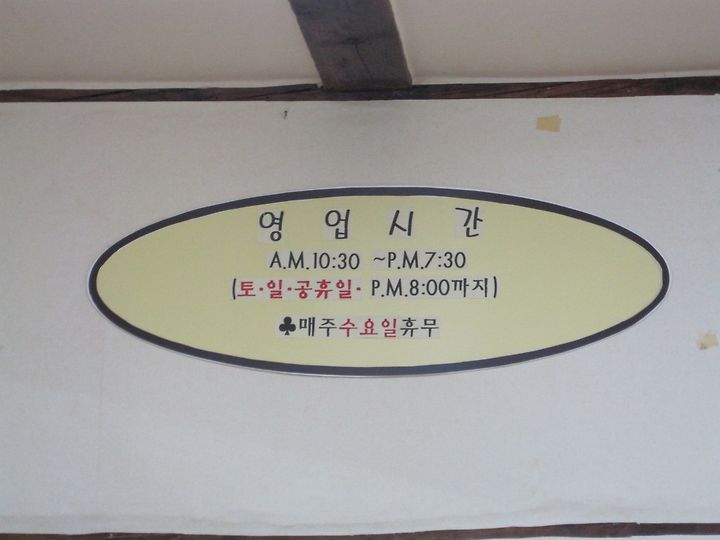 영 업 시 간
A.M.10:30 ~P.M.7:30
(토·일·공휴일· P.M.8:00까지)
♣매주수요일휴무